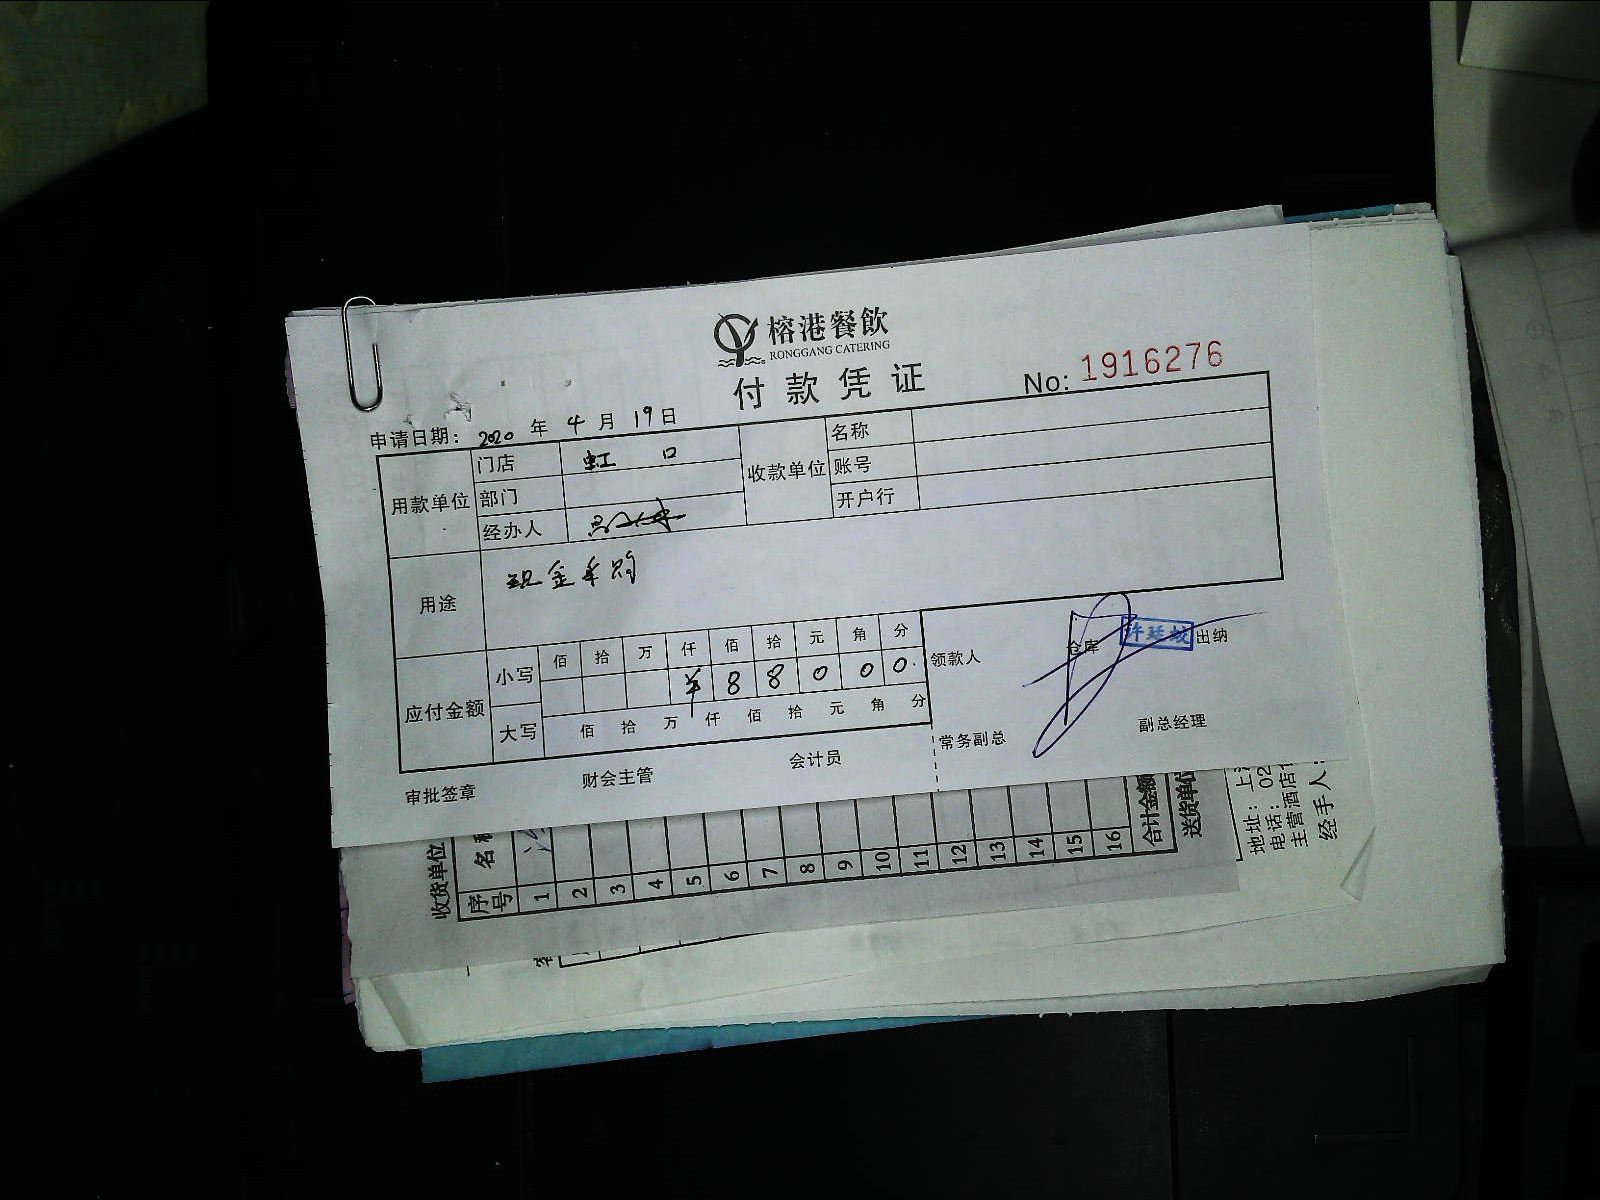 榕港餐飲
RONGGANG CATERING
付款凭证
No: 1916276
申请日期: 2020 年 4 月 19 日
用款单位 门店 虹口
部门
经办人
收款单位 名称
账号
开户行
用途 现金采购
应付金额 小写 佰 拾 万 仟 佰 拾 元 角 分
¥ 8 8 0 0 0
大写 佰 拾 万 仟 佰 拾 元 角 分
领款人 仓库 出纳
常务副总 副总经理
审批签章 财会主管 会计员
收货单位
序号 1 2 3 4 5 6 7 8 9 10 11 12 13 14 15 16
合计金额
送货单位
地址: 上海
电话: 02
主营酒店
经手人: